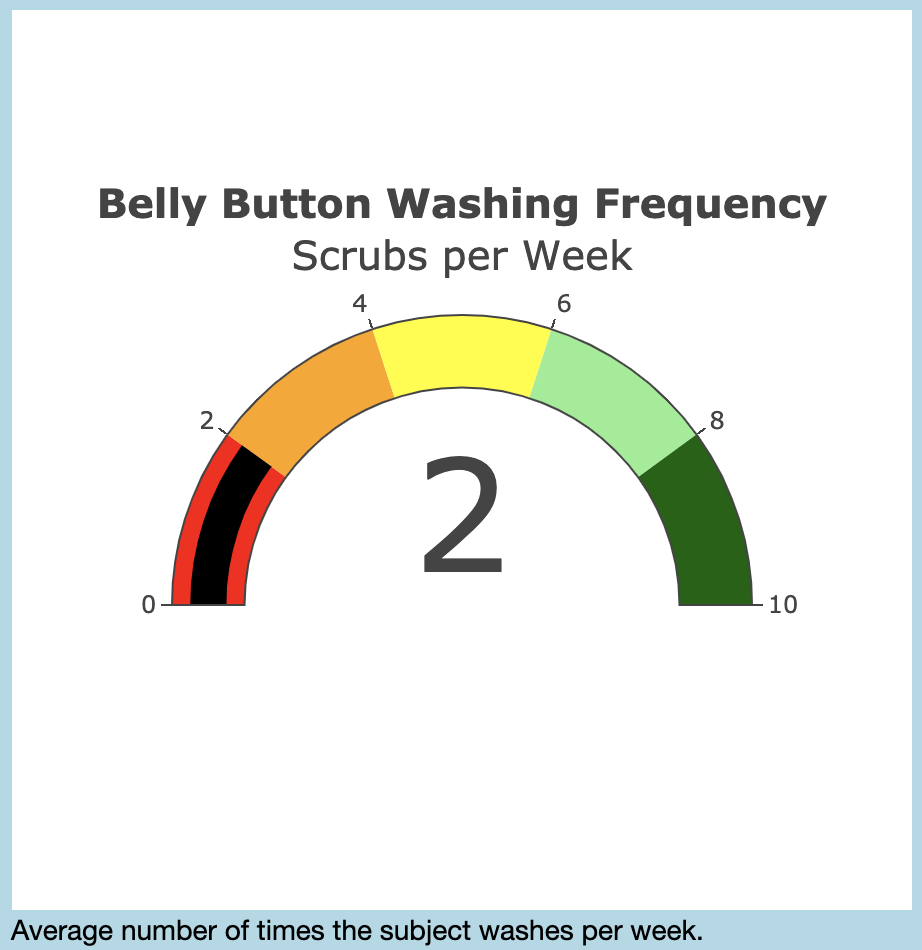 Belly Button Washing Frequency
Scrubs per Week
4
6
2
8
2
0
10
Average number of times the subject washes per week.